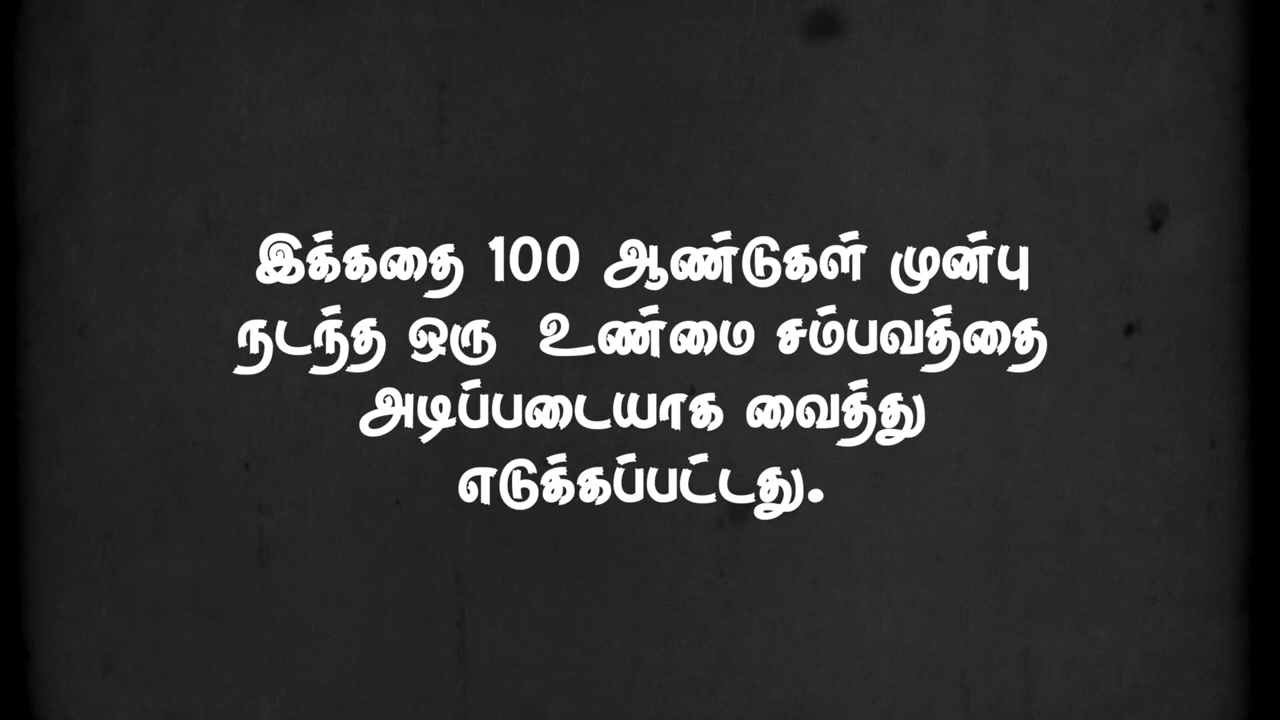 இக்கதை 100 ஆண்டுகள் முன்பு
நடந்த ஒரு உண்மை சம்பவத்தை
அடிப்படையாக வைத்து
எடுக்கப்பட்டது.